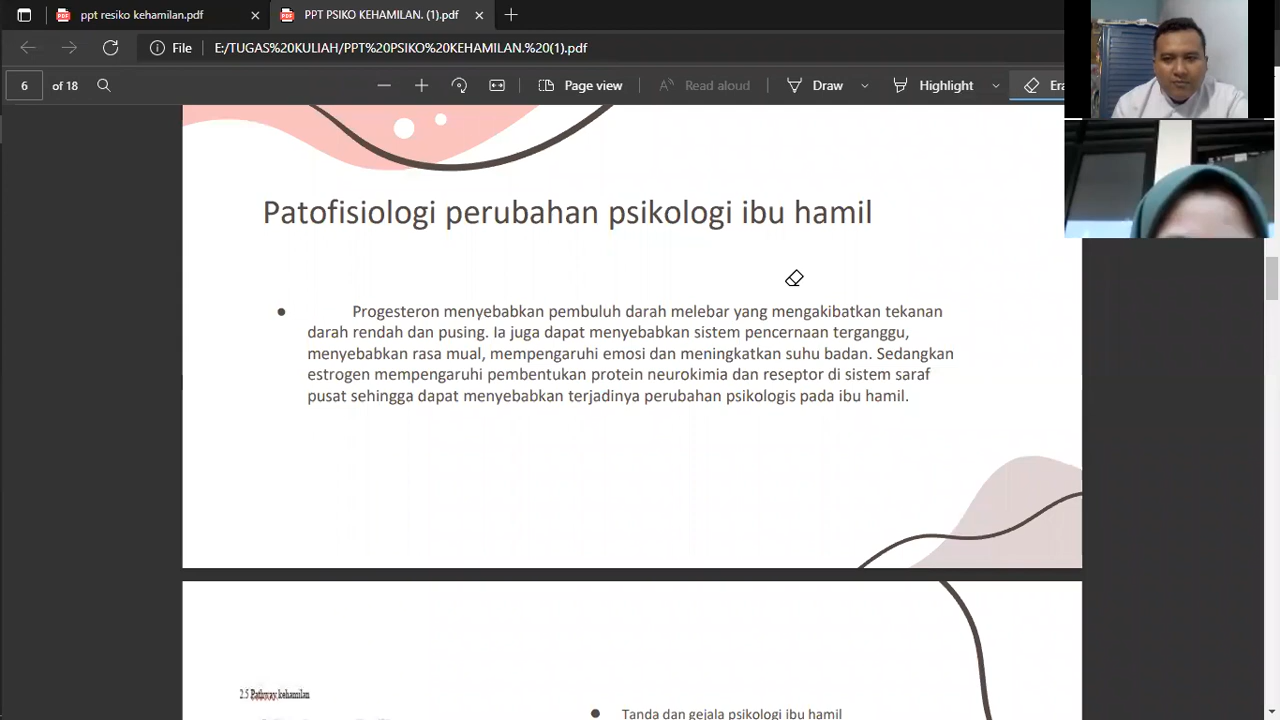 ppt resiko kehamilan.pdf
PPT PSIKO KEHAMILAN. (1).pdf
File
E:/TUGAS%20KULIAH/PPT%20PSIKO%20KEHAMILAN.%20(1).pdf
6 of 18
Page view
Read aloud
Draw
Highlight
Era
Patofisiologi perubahan psikologi ibu hamil
● Progesteron menyebabkan pembuluh darah melebar yang mengakibatkan tekanan
darah rendah dan pusing. Ia juga dapat menyebabkan sistem pencernaan terganggu,
menyebabkan rasa mual, mempengaruhi emosi dan meningkatkan suhu badan. Sedangkan
estrogen mempengaruhi pembentukan protein neurokimia dan reseptor di sistem saraf
pusat sehingga dapat menyebabkan terjadinya perubahan psikologis pada ibu hamil.
2.5 Pathway kehamilan
● Tanda dan gejala psikologi ibu hamil